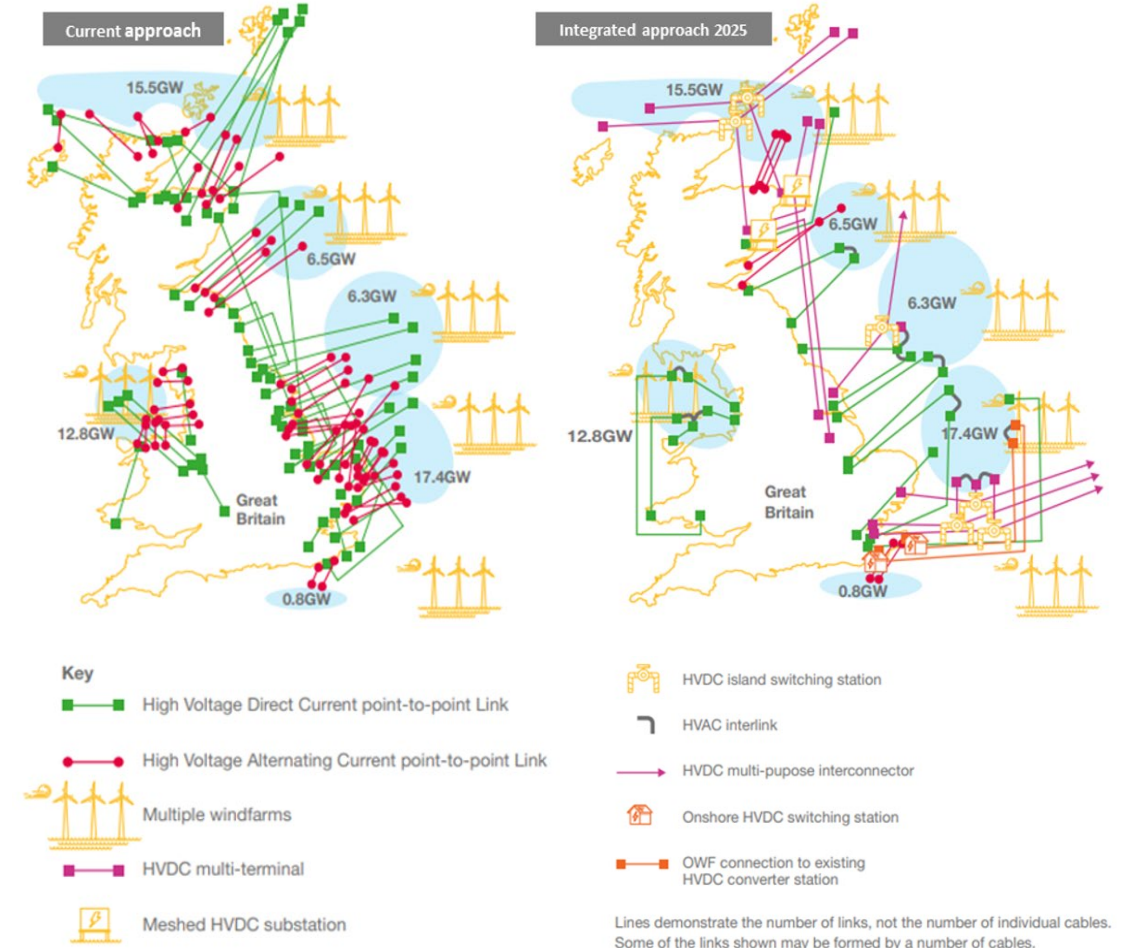 Current approach
15.5GW
6.5GW
6.3GW
12.8GW
17.4GW
Great
Britain
0.8GW
Integrated approach 2025
15.5GW
6.5GW
6.3GW
12.8GW
17.4GW
Great
Britain
0.8GW
Key
High Voltage Direct Current point-to-point Link
High Voltage Alternating Current point-to-point Link
Multiple windfarms
HVDC multi-terminal
Meshed HVDC substation
HVDC island switching station
HVAC interlink
HVDC multi-pupose interconnector
Onshore HVDC switching station
OWF connection to existing
HVDC converter station
Lines demonstrate the number of links, not the number of individual cables.
Some of the links shown may be formed by a number of cables.